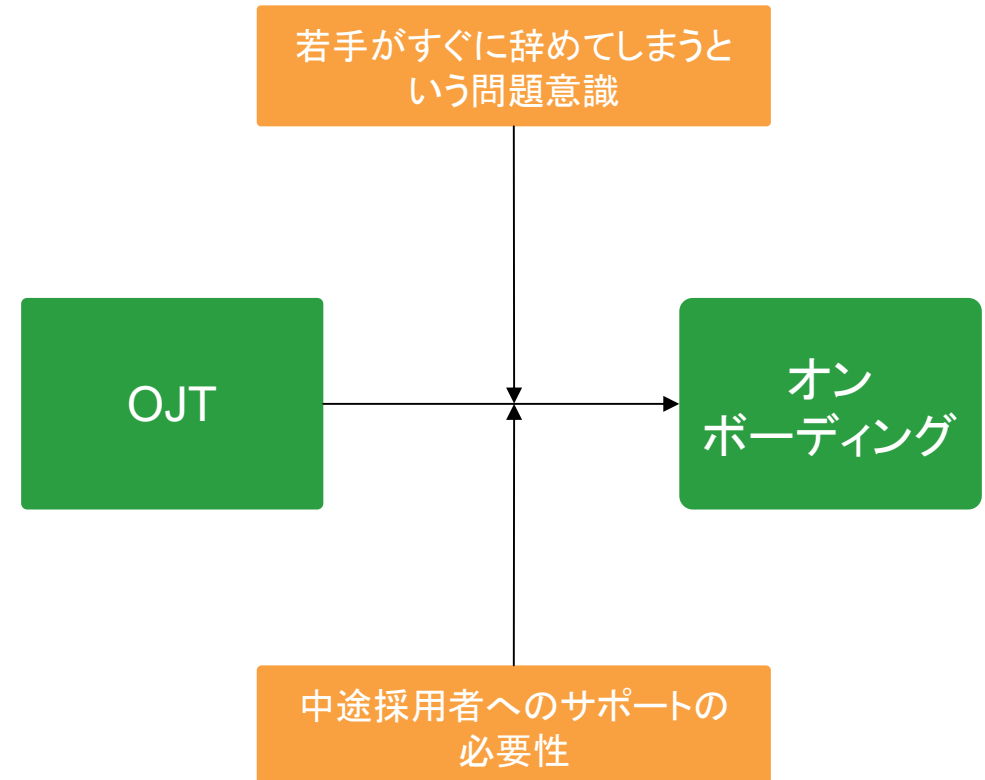 若手がすぐに辞めてしまうと
いう問題意識
OJT
オン
ボーディング
中途採用者へのサポートの
必要性